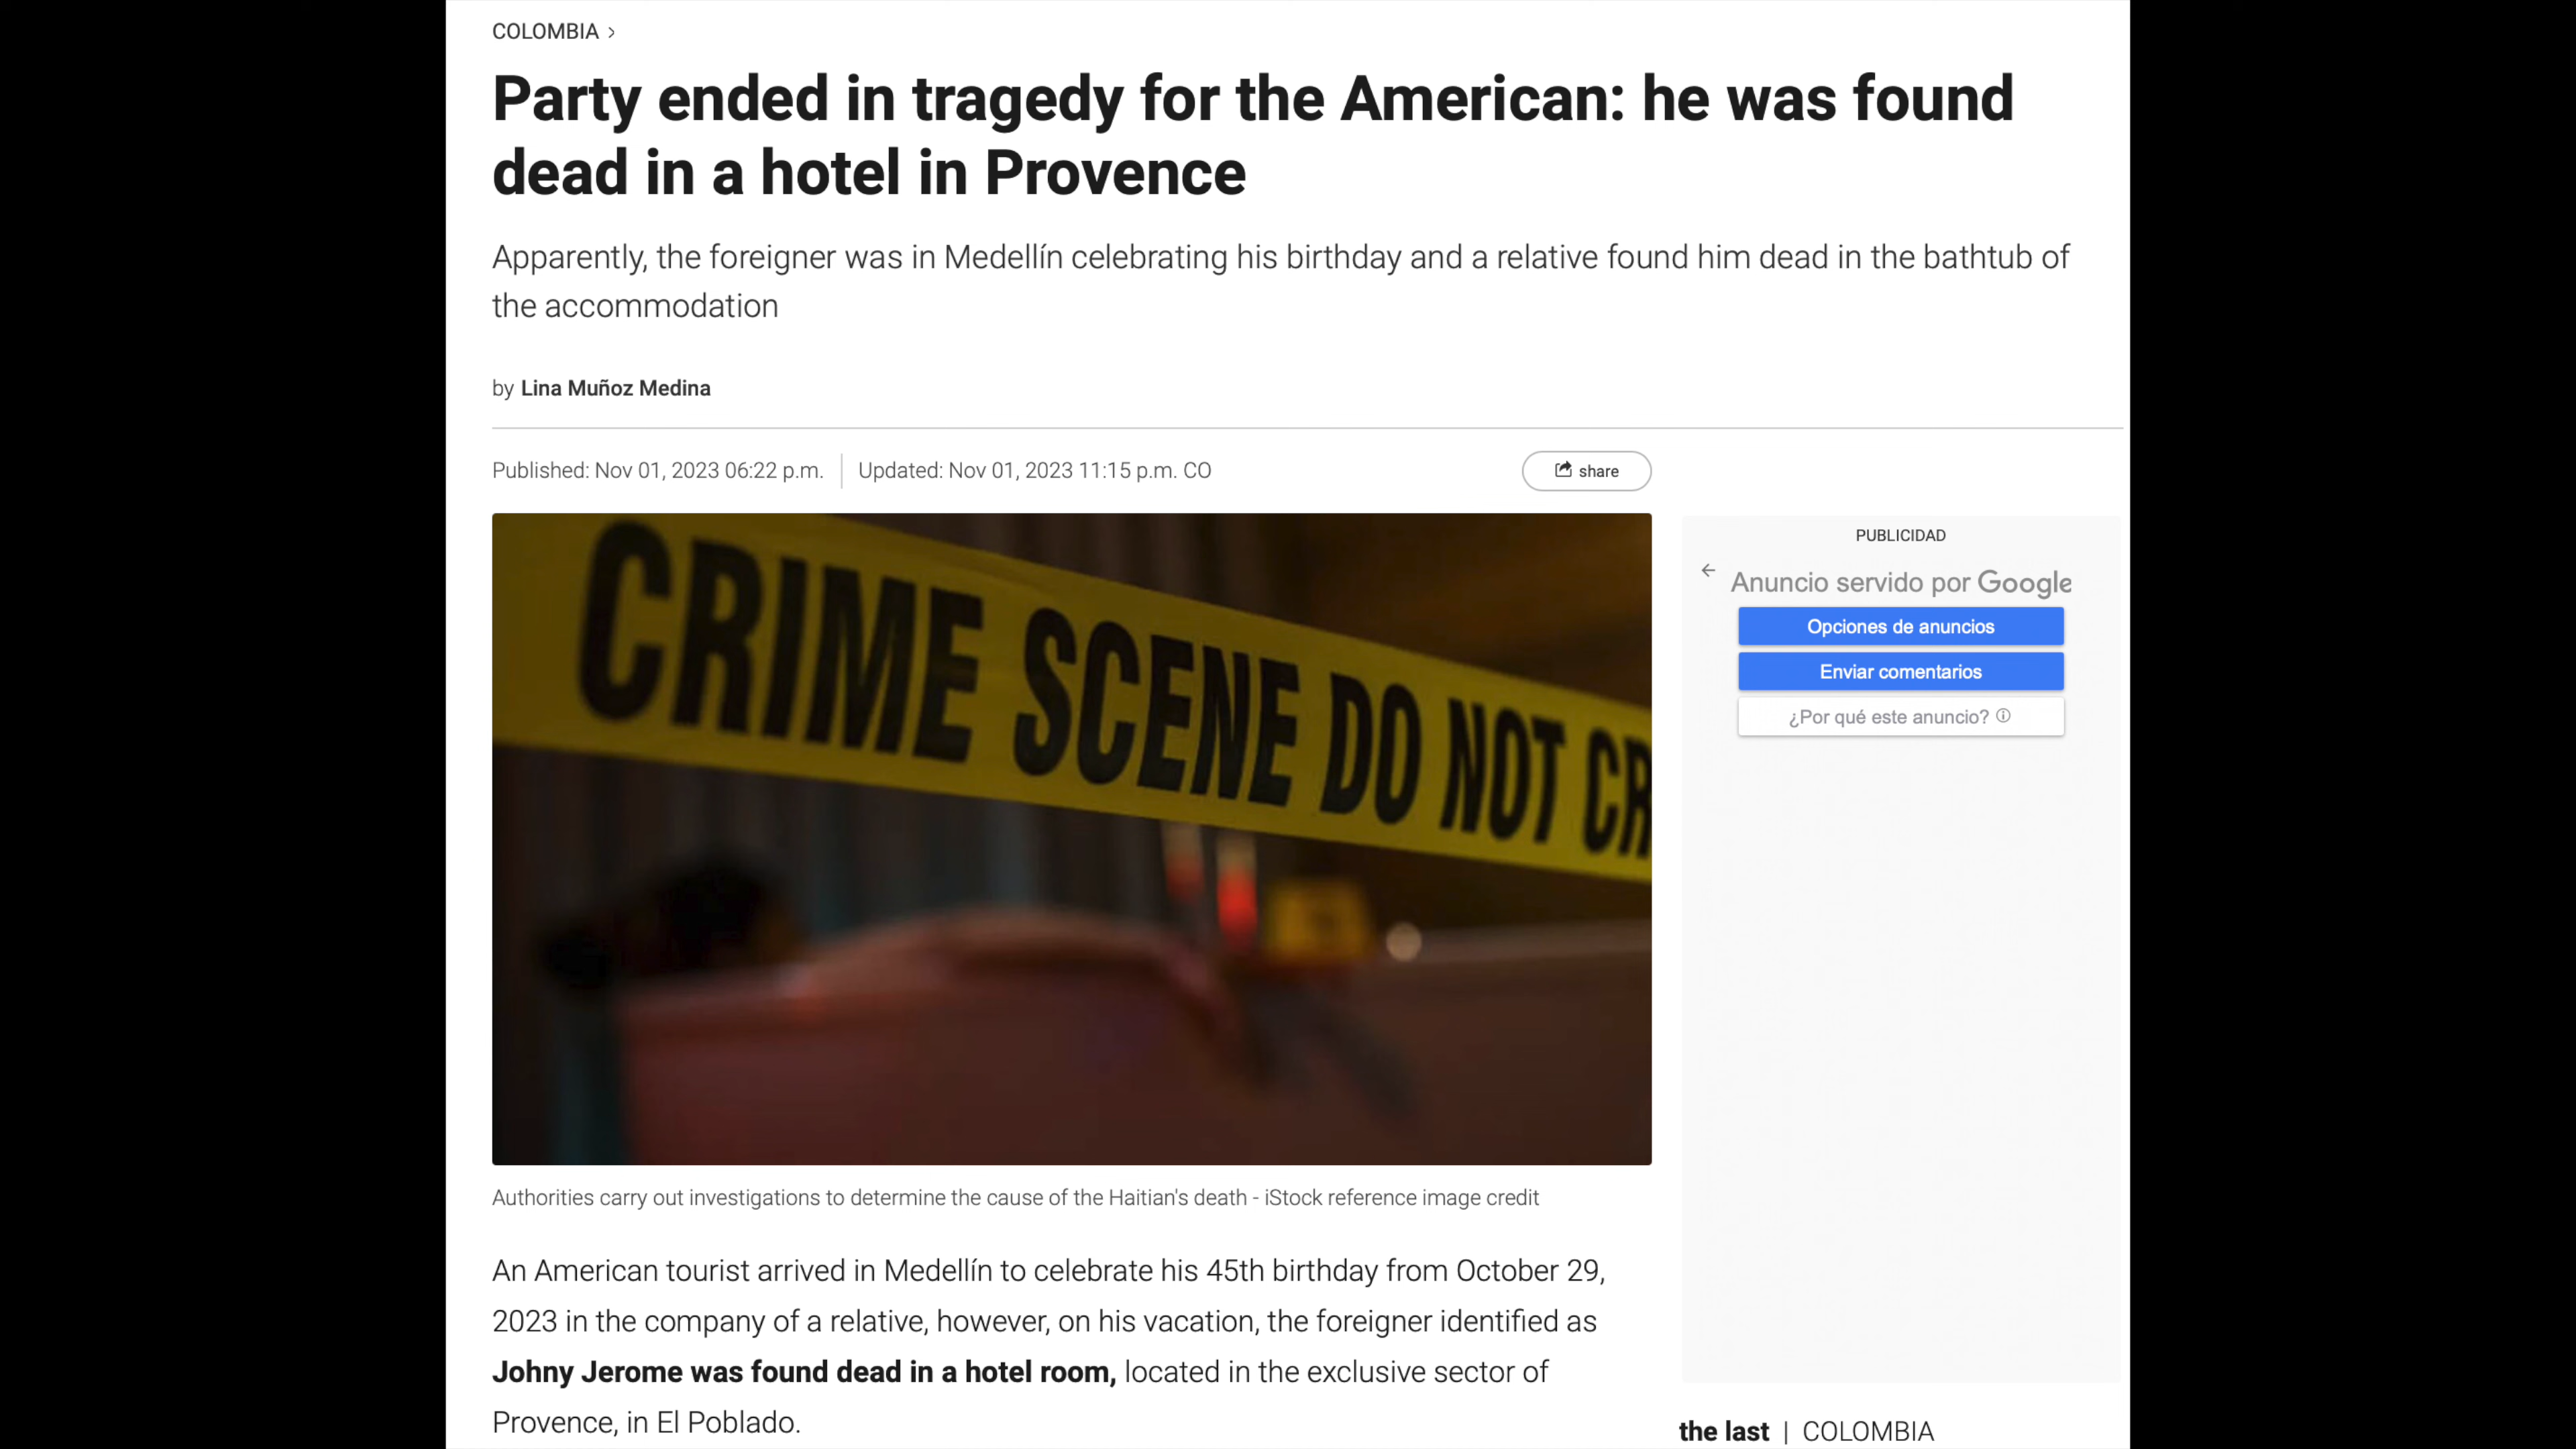 COLOMBIA >
Party ended in tragedy for the American: he was found
dead in a hotel in Provence
Apparently, the foreigner was in Medellín celebrating his birthday and a relative found him dead in the bathtub of
the accommodation
by Lina Muñoz Medina
Published: Nov 01, 2023 06:22 p.m. | Updated: Nov 01, 2023 11:15 p.m. CO
share
CRIME SCENE DO NOT CR
Authorities carry out investigations to determine the cause of the Haitian's death - iStock reference image credit
An American tourist arrived in Medellín to celebrate his 45th birthday from October 29,
2023 in the company of a relative, however, on his vacation, the foreigner identified as
Johny Jerome was found dead in a hotel room, located in the exclusive sector of
Provence, in El Poblado.
PUBLICIDAD
Anuncio servido por Google
Opciones de anuncios
Enviar comentarios
¿Por qué este anuncio?
the last | COLOMBIA